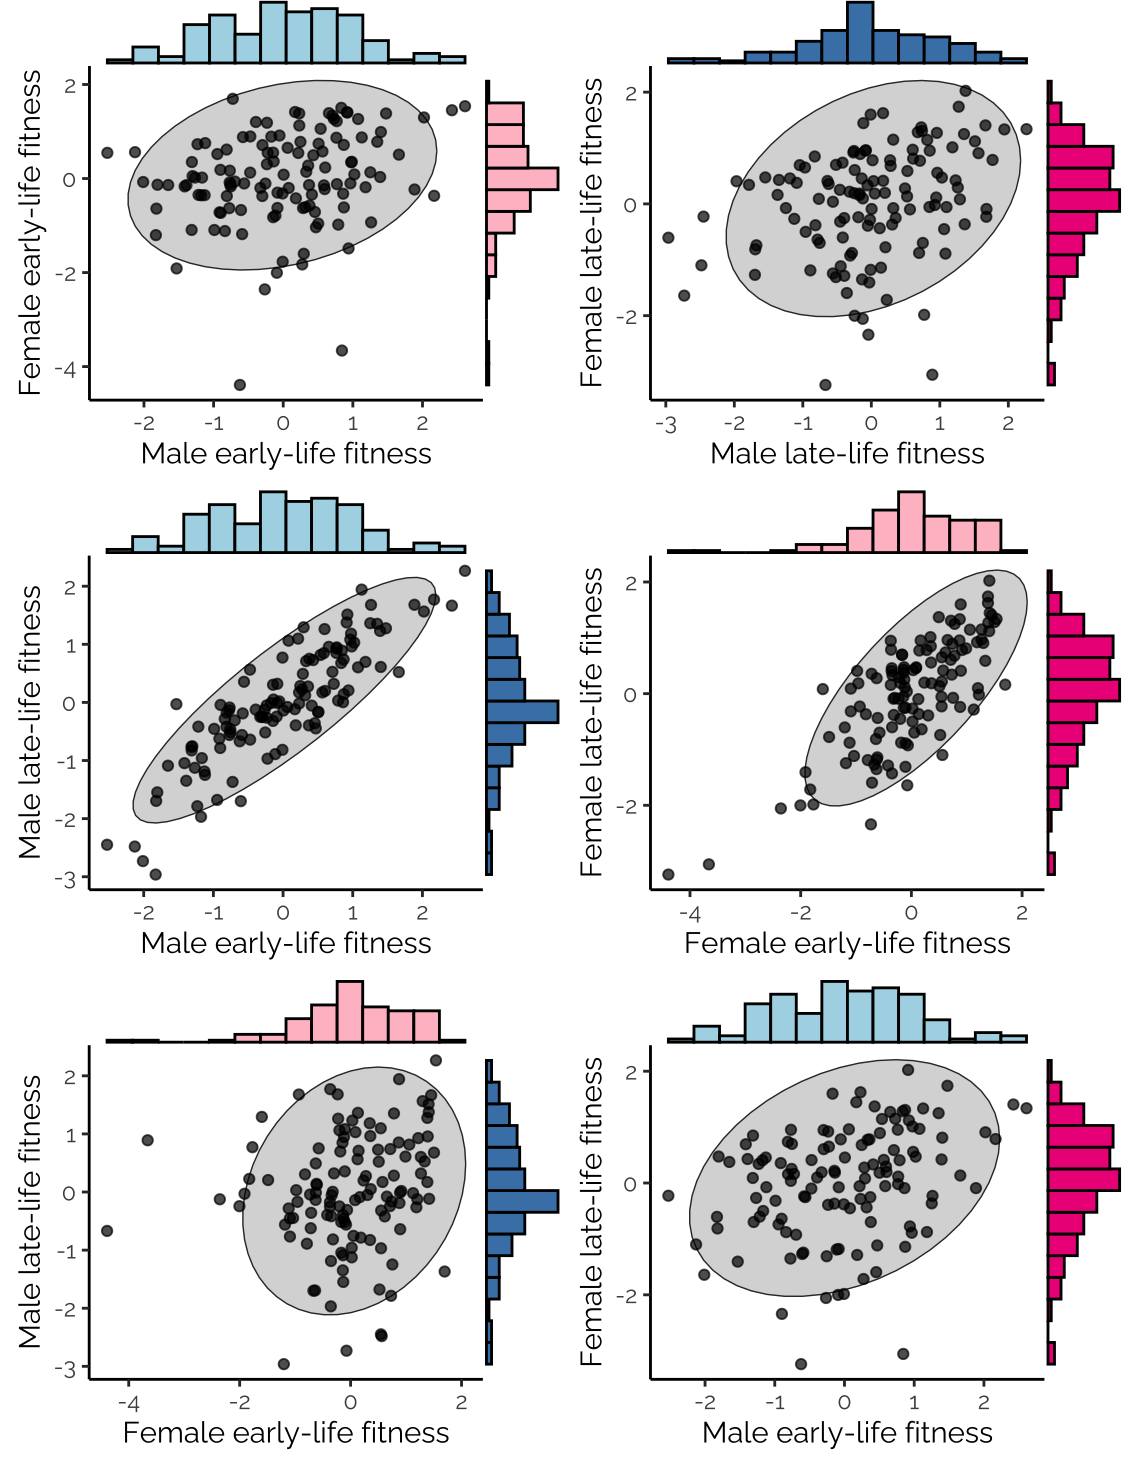 Female early-life fitness
2
0
-2
-4
-2 -1 0 1 2
Male early-life fitness
Female late-life fitness
2
0
-2
-3 -2 -1 0 1 2
Male late-life fitness
Male late-life fitness
2
1
0
-1
-2
-3
-2 -1 0 1 2
Male early-life fitness
Female late-life fitness
2
0
-2
-4 -2 0 2
Female early-life fitness
Male late-life fitness
2
1
0
-1
-2
-3
-4 -2 0 2
Female early-life fitness
Female late-life fitness
2
0
-2
-2 -1 0 1 2
Male early-life fitness